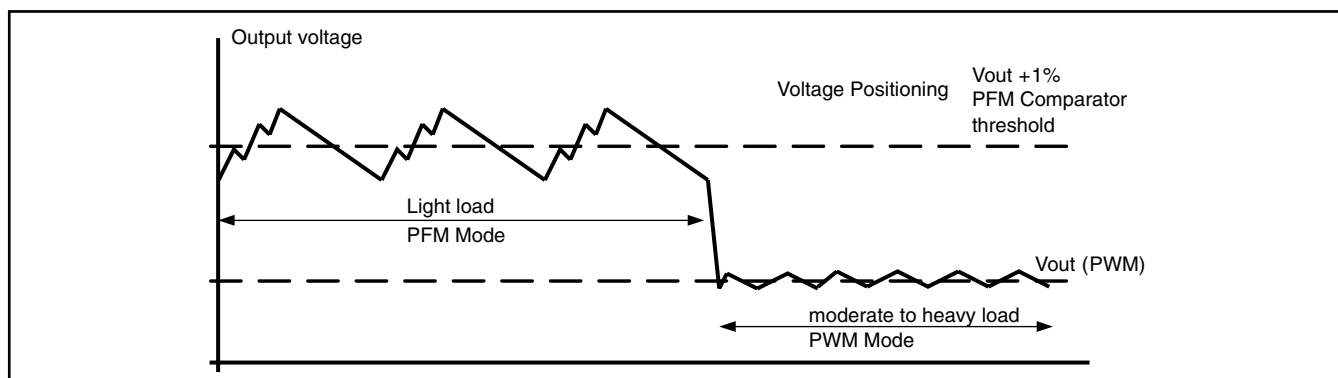 Output voltage
Voltage Positioning
Vout +1%
PFM Comparator
threshold
Light load
PFM Mode
Vout (PWM)
moderate to heavy load
PWM Mode